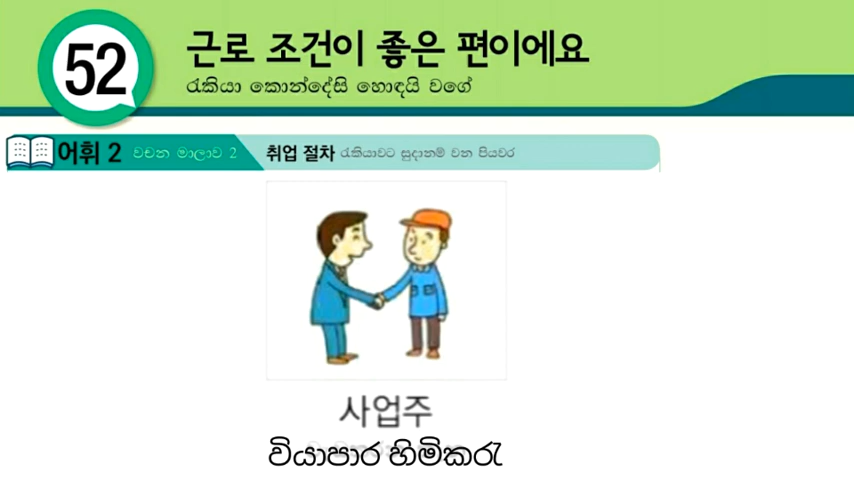 52
근로 조건이 좋은 편이에요
රැකියා කොන්දේසි හොඳයි වගේ
어휘 2 වචන මාලාව 2
취업 절차 රැකියාවට සුදානම් වන පියවර
사업주
ව්යාපාර හිමිකරැ